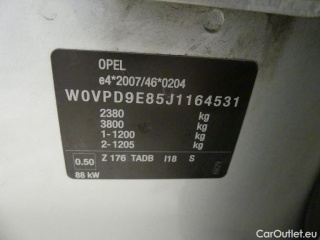 OPEL
e4*2007/46*0204
W0VPD9E85J1164531
2380 kg
3800 kg
1-1200 kg
2-1205 kg
0.50 Z 176 TADB I18 S
88 kW
CarOutlet.eu